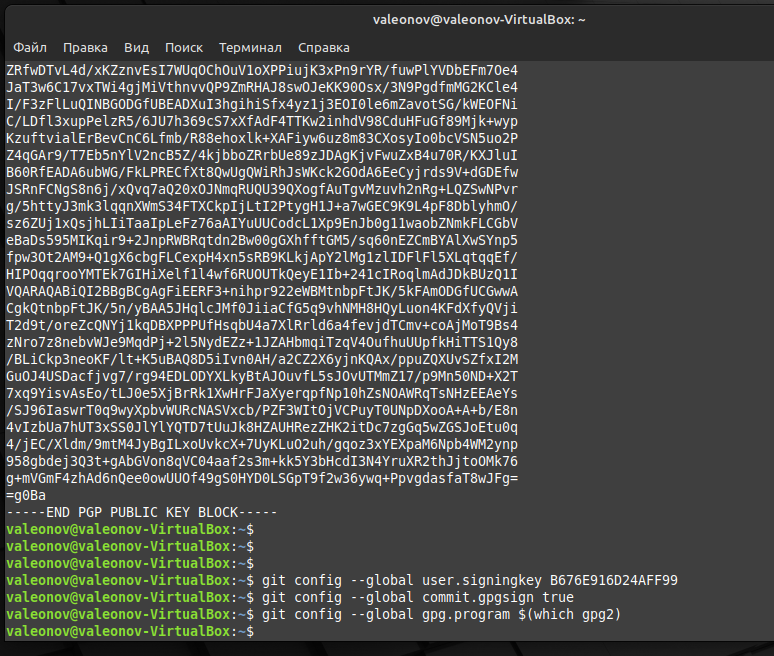 valeonov@valeonov-VirtualBox: ~
Файл Правка Вид Поиск Терминал Справка
ZRfwDTvL4d/xKZznvEsI7WUqOChOuV1oXPPiujK3xPn9rYR/fuwPlYVDbEFm7Oe4
JaT3w6C17vxTWi4gjMiVthnvvQP9ZmRHAJ8swOJeKK90Osx/3N9PgdfmMG2KCle4
I/F3zFlLuQINBGODGfUBEADXuI3hgihiSfx4yz1j3EOI0le6mZavotSG/kWEOFNi
C/LDfl3xupPelzR5/6JU7h369cS7xXfAdF4TTKw2inhdV98CduHFuGf89Mjk+wyp
KzuftvialErBevCnC6Lfmb/R88ehoxlk+XAFiyw6uz8m83CXosyIo0bcVSN5uo2P
Z4qGAr9/T7Eb5nYlV2ncB5Z/4kjbboZRrbUe89zJDAgKjvFwuZxB4u70R/KXJluI
B60RfEADA6ubWG/FkLPRECfXt8QwUgQWiRhJsWKck2GOdA6EeCyjrds9V+dGDEfw
JSRnFCNgS8n6j/xQvq7aQ20xOJNmqRUQU39QXogfAuTgvMzuvh2nRg+LQZSwNPvr
g/5httyJ3mk3lqqnXWmS34FTXCkpIjLtI2PtygH1J+a7wGEC9K9L4pF8DblyhmO/
sz6ZUj1xQsjhLIiTaaIpLeFz76aAIYuUUCodcL1Xp9EnJb0g11waobZNmkFLCGbV
eBaDs595MIKqir9+2JnpRWBRqtdn2Bw00gGXhfftGM5/sq60nEZCmBYAlXwSYnp5
fpw3Ot2AM9+Q1gX6cbgFLCexpH4xn5sRB9KLkjApY2lMg1zlIDFlFl5XLqtqqEf/
HIPOqqrooYMTEk7GIHiXelf1l4wf6RUOUTkQeyE1Ib+241cIRoqlmAdJDkBUzQ1I
VQARAQABiQI2BBgBCgAgFiEERF3+nihpr922eWBMtnbpFtJK/5kFAmODGfUCGwwA
CgkQtnbpFtJK/5n/yBAA5JHqlcJMf0JiiaCfG5q9vhNMH8HQyLuon4KFdXfyQVji
T2d9t/oreZcQNYj1kqDBXPPPUfHsqbU4a7XlRrld6a4fevjdTCmv+coAjMoT9Bs4
zNro7z8nebvWJe9MqdPj+2l5NydEZz+1JZAHbmqiTzqV4OufhuUUpfkHiTTS1Qy8
/BLiCkp3neoKF/lt+K5uBAQ8D5iIvn0AH/a2CZ2X6yjnKQAx/ppuZQXUvSZfxI2M
GuOJ4USDacfjvg7/rg94EDLODYXLkyBtAJOuvfL5sJOvUTMmZ17/p9Mn50ND+X2T
7xq9YisvAsEo/tLJ0e5XjBrRk1XwHrFJaXyerqpfNp10hZsNOAWRqTsNHzEEAeYs
/SJ96IaswrT0q9wyXpbvWURcNASVxcb/PZF3WItOjVCPuyT0UNpDXooA+A+b/E8n
4vIzbUa7hUT3xSS0JlYlYQTD7tUuJk8HZAUHRezZHK2itDc7zgGq5wZGSJoEtu0q
4/jEC/Xldm/9mtM4JyBgILxoUvkcX+7UyKLuO2uh/gqoz3xYEXpaM6Npb4WM2ynp
958gbdej3Q3t+gAbGVon8qVC04aaf2s3m+kk5Y3bHcdI3N4YruXR2thJjtoOMk76
g+mVGmF4zhAd6nQee0owUUOf49gS0HYD0LSGpT9f2w36ywq+PpvgdasfaT8wJFg=
=g0Ba
-----END PGP PUBLIC KEY BLOCK-----
valeonov@valeonov-VirtualBox:~$
valeonov@valeonov-VirtualBox:~$
valeonov@valeonov-VirtualBox:~$
valeonov@valeonov-VirtualBox:~$ git config --global user.signingkey B676E916D24AFF99
valeonov@valeonov-VirtualBox:~$ git config --global commit.gpgsign true
valeonov@valeonov-VirtualBox:~$ git config --global gpg.program $(which gpg2)
valeonov@valeonov-VirtualBox:~$